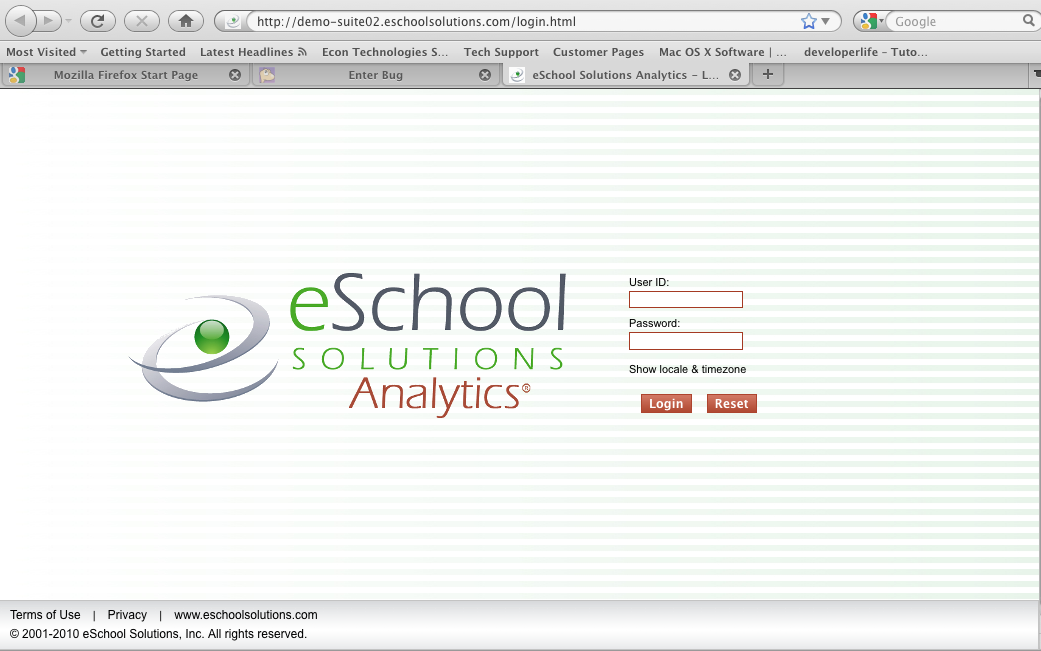 http://demo-suite02.eschoolsolutions.com/login.html
Google
Most Visited Getting Started Latest Headlines Econ Technologies S... Tech Support Customer Pages Mac OS X Software | ... developerlife – Tuto...
Mozilla Firefox Start Page Enter Bug eSchool Solutions Analytics – L... +
eSchool
SOLUTIONS
Analytics®
User ID:
Password:
Show locale & timezone
Login Reset
Terms of Use | Privacy | www.eschoolsolutions.com
© 2001-2010 eSchool Solutions, Inc. All rights reserved.